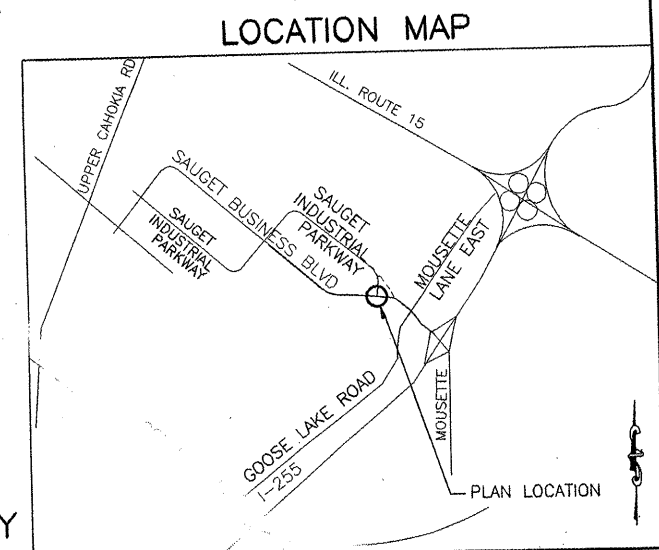 LOCATION MAP
UPPER CAHOKIA RD
ILL. ROUTE 15
SAUGET BUSINESS BLVD
SAUGET
INDUSTRIAL
PARKWAY
SAUGET
INDUSTRIAL
PARKWAY
MOUSETTE
LANE EAST
GOOSE LAKE ROAD
I-255
MOUSETTE
PLAN LOCATION
Y